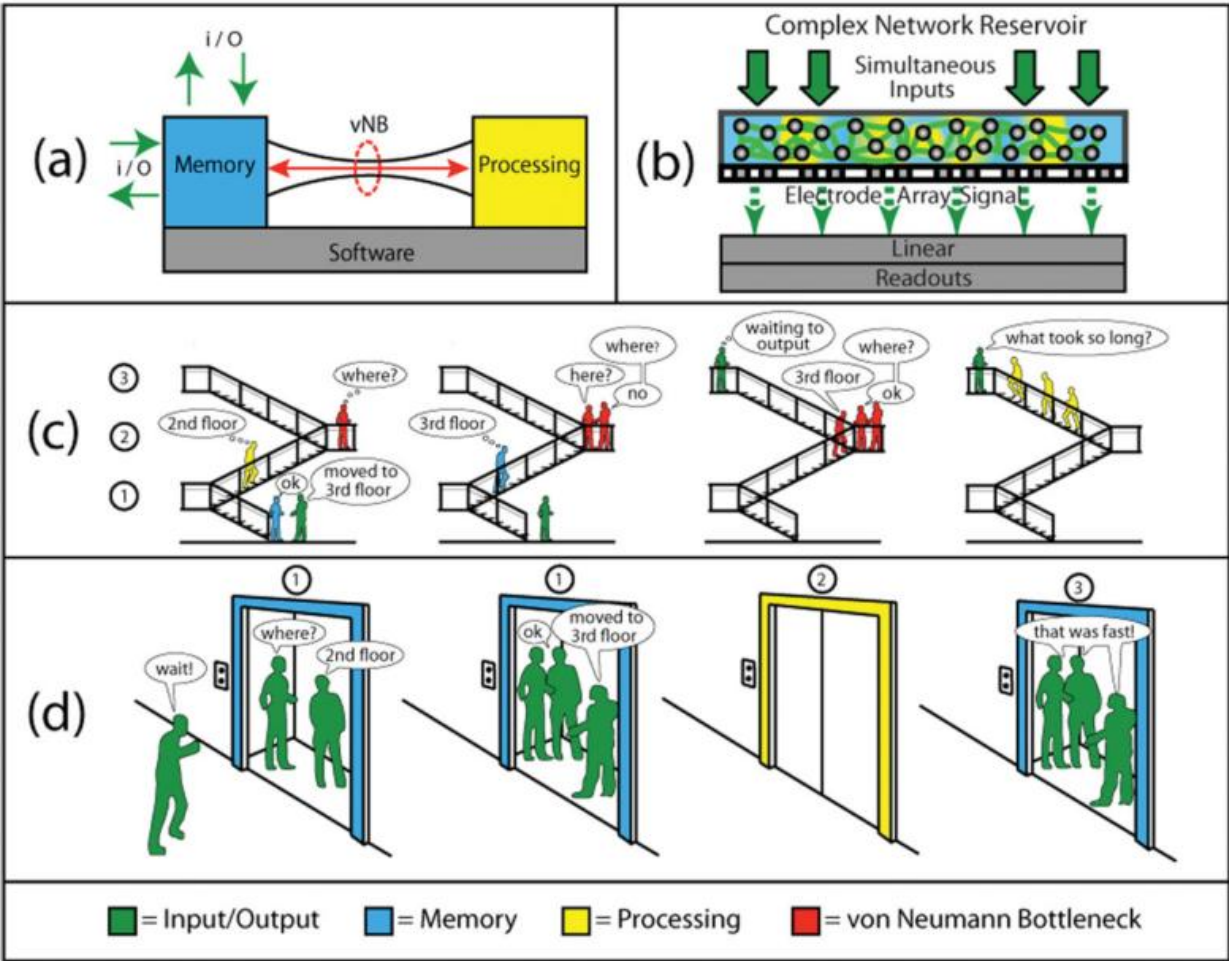 (a)
i / O
i / O
Memory
vNB
Processing
Software
(b)
Complex Network Reservoir
Simultaneous
Inputs
Electrode Array Signal
Linear
Readouts
(c)
3
2
1
where?
2nd floor
ok
moved to
3rd floor
where?
here?
no
3rd floor
waiting to
output
where?
3rd floor
ok
what took so long?
(d)
1
wait!
where?
2nd floor
1
ok
moved to
3rd floor
2
3
that was fast!
= Input/Output
= Memory
= Processing
= von Neumann Bottleneck